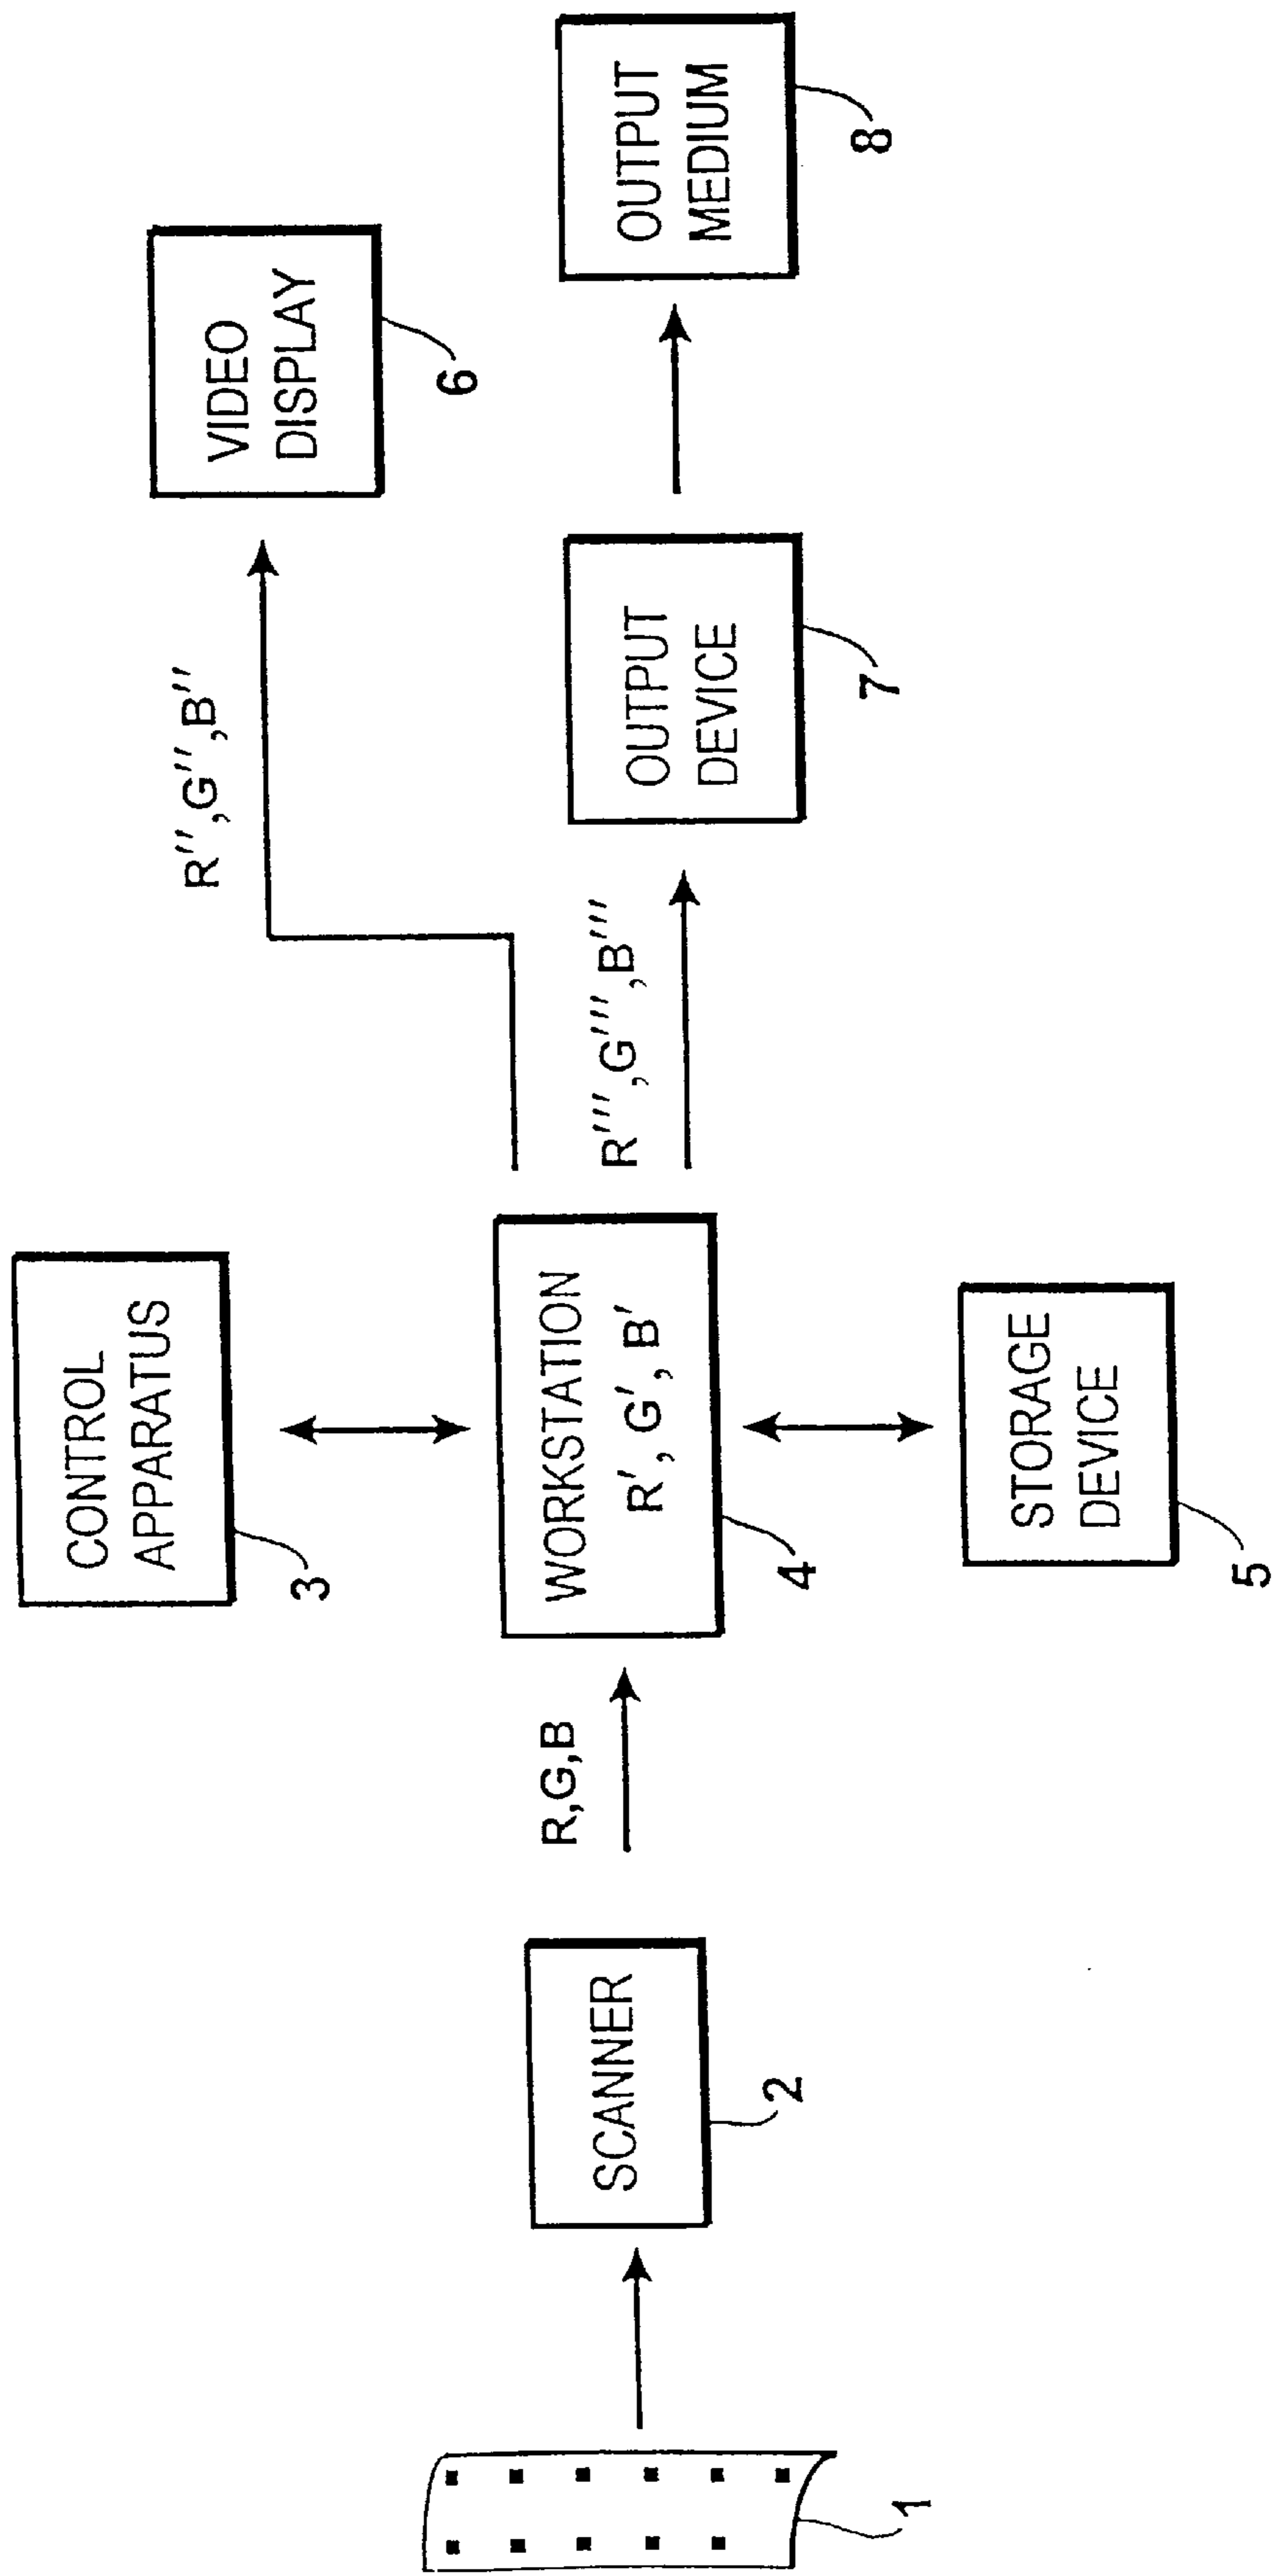 CONTROL
APPARATUS
3
VIDEO
DISPLAY
6
R'',G'',B''
SCANNER
2
R,G,B
WORKSTATION
R', G', B'
4
R''',G''',B'''
OUTPUT
DEVICE
7
OUTPUT
MEDIUM
8
1
STORAGE
DEVICE
5